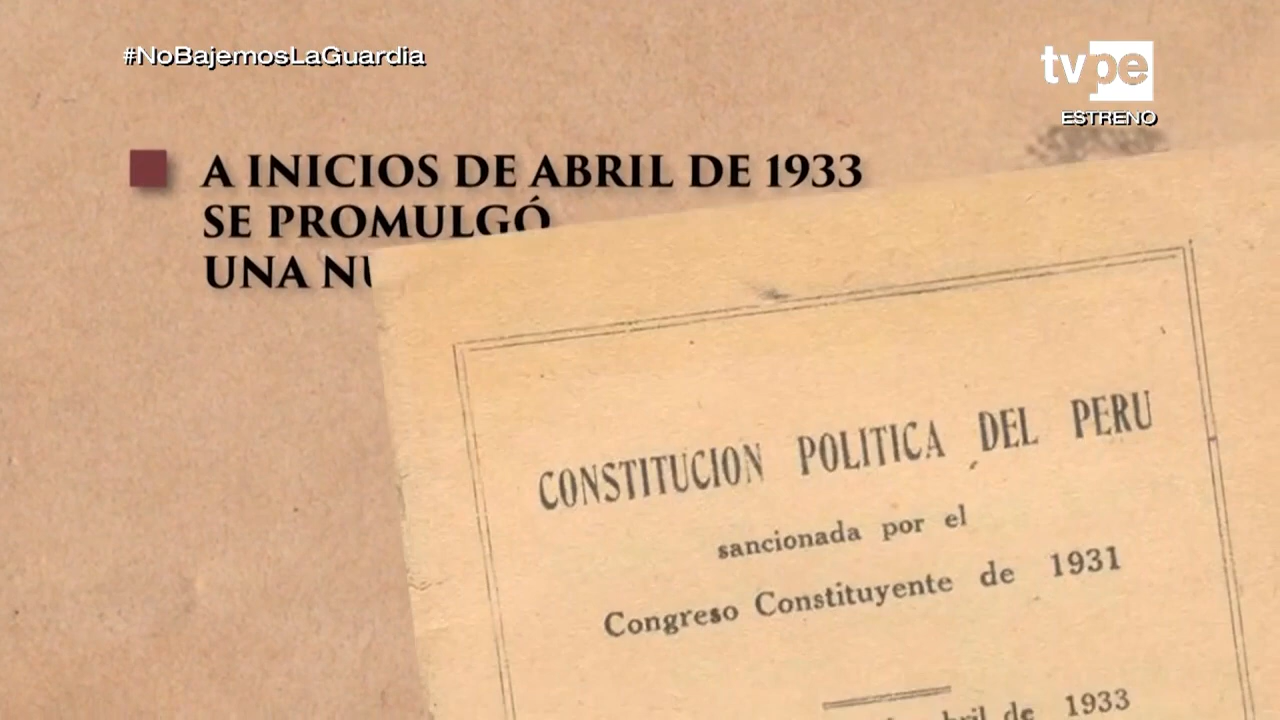 #NoBajemosLaGuardia
tvpe
ESTRENO
A INICIOS DE ABRIL DE 1933
SE PROMULGÓ
UNA
CONSTITUCION POLITICA DEL PERU
sancionada por el
Congreso Constituyente de 1931
de 1933